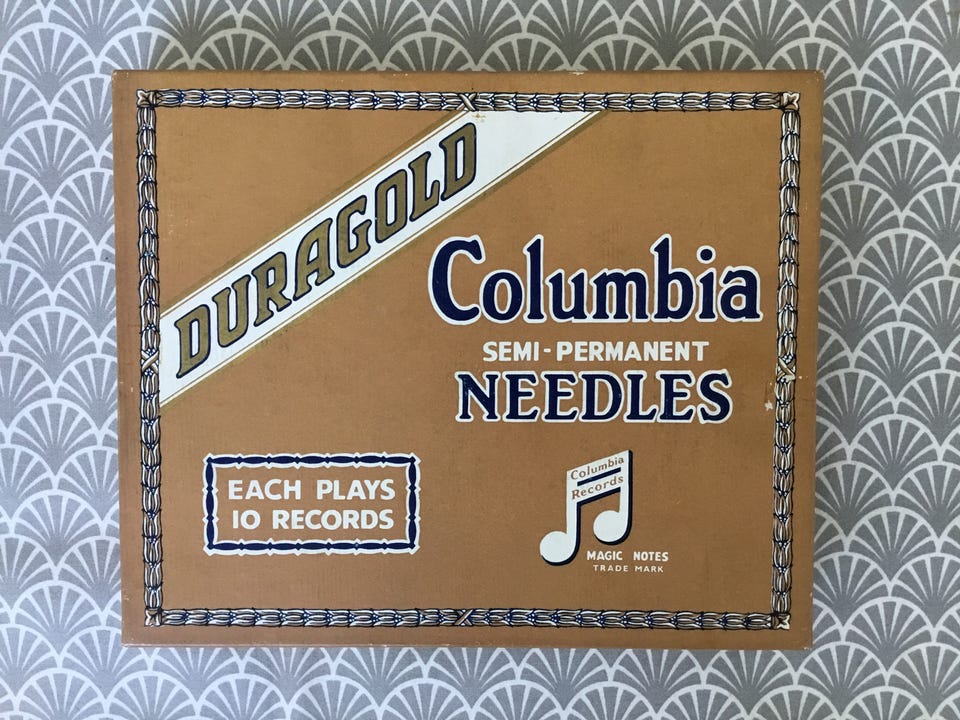 DURAGOLD
Columbia
SEMI-PERMANENT
NEEDLES
EACH PLAYS
10 RECORDS
Columbia
Records
MAGIC NOTES
TRADE MARK